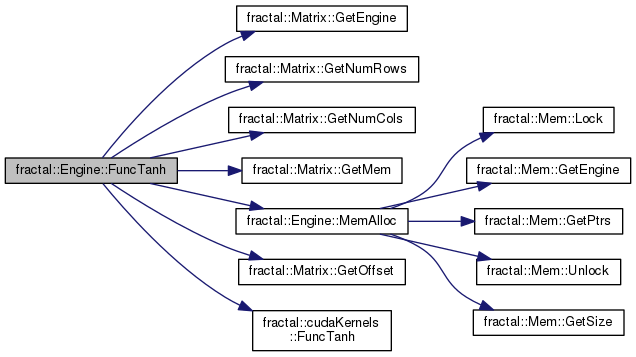 fractal::Engine::FuncTanh
fractal::Matrix::GetEngine
fractal::Matrix::GetNumRows
fractal::Matrix::GetNumCols
fractal::Matrix::GetMem
fractal::Engine::MemAlloc
fractal::Matrix::GetOffset
fractal::cudaKernels
::FuncTanh
fractal::Mem::Lock
fractal::Mem::GetEngine
fractal::Mem::GetPtrs
fractal::Mem::Unlock
fractal::Mem::GetSize